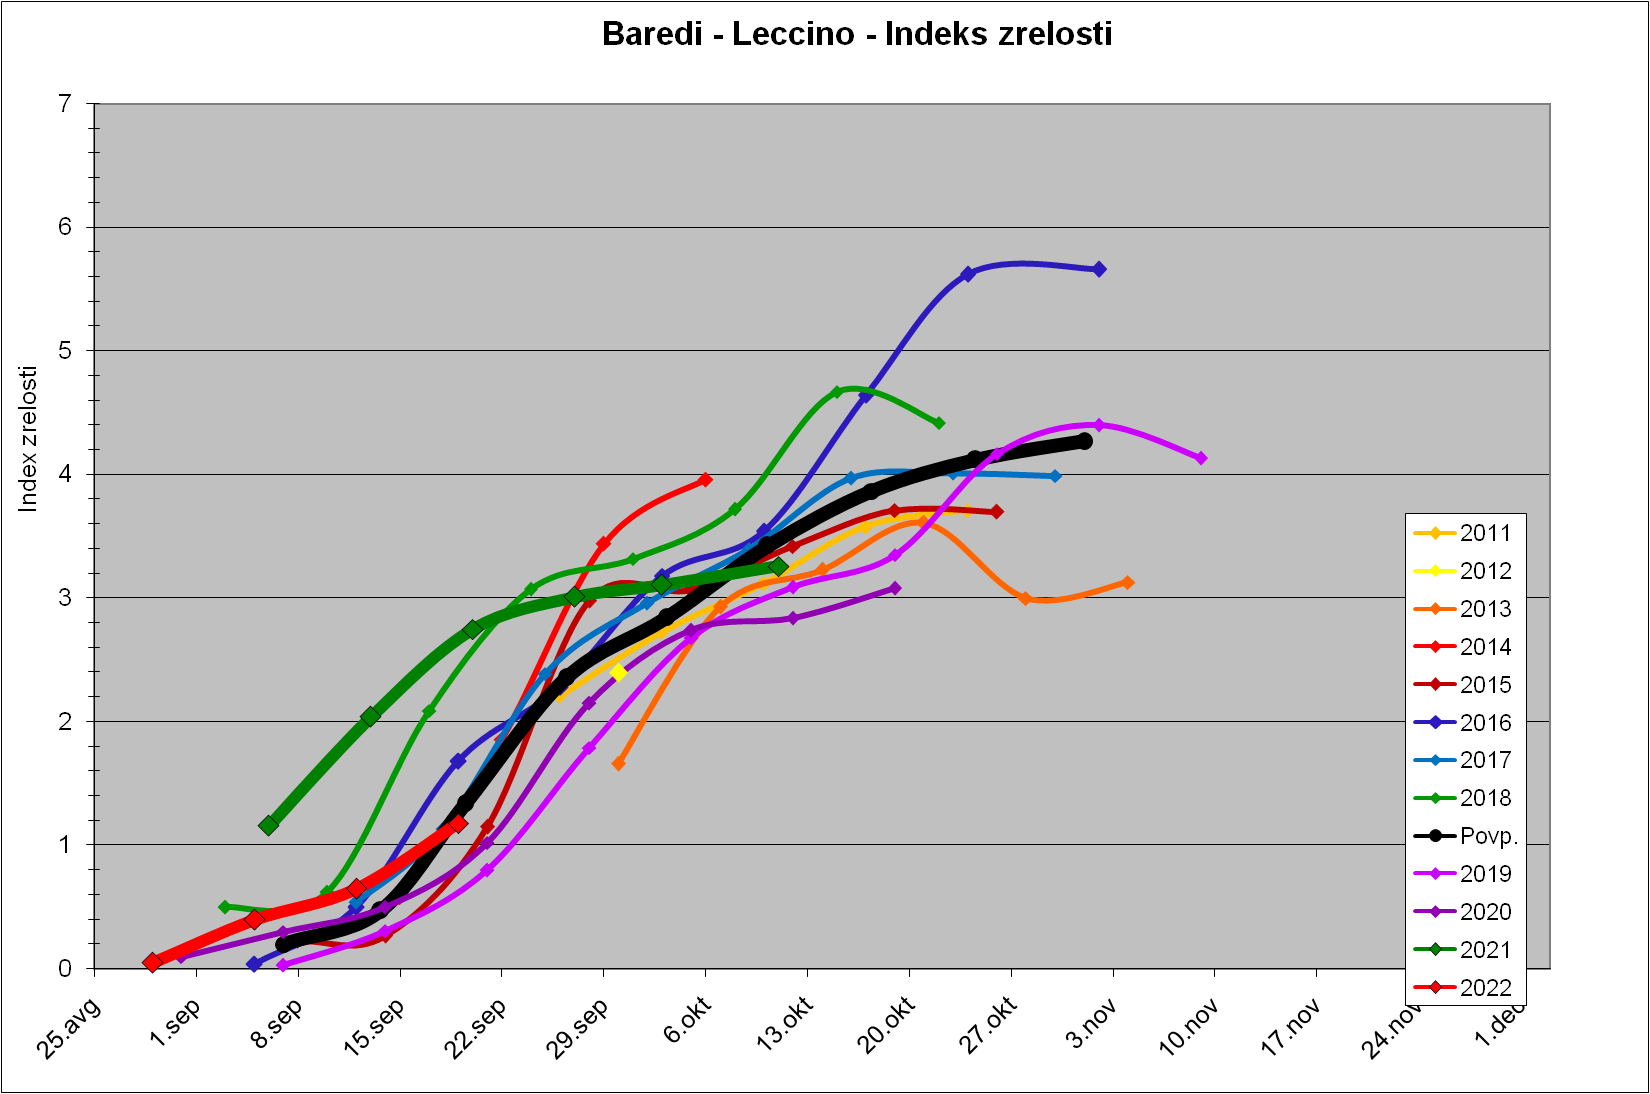 Baredi - Leccino - Indeks zrelosti
Index zrelosti
7
6
5
4
3
2
1
0
25.avg
1.sep
8.sep
15.sep
22.sep
29.sep
6.okt
13.okt
20.okt
27.okt
3.nov
10.nov
17.nov
24.nov
1.dec
2011
2012
2013
2014
2015
2016
2017
2018
Povp.
2019
2020
2021
2022